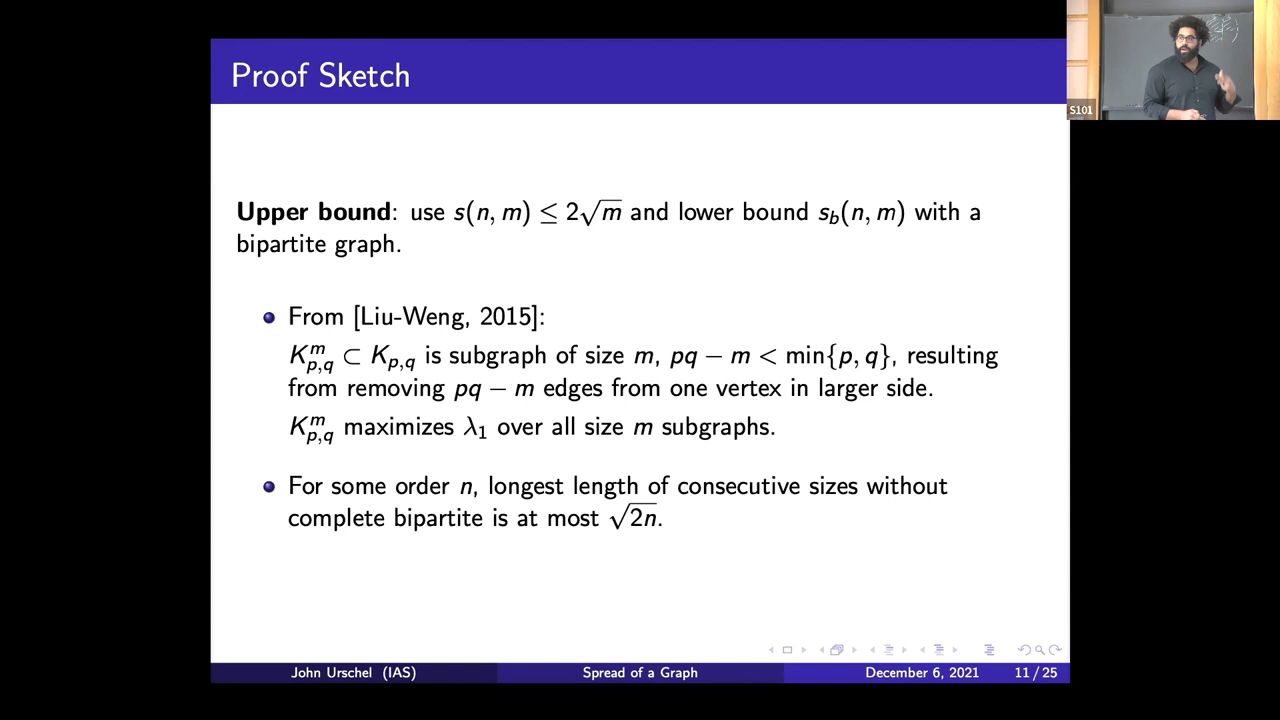 Proof Sketch
S101
Upper bound: use s(n, m) ≤ 2√m and lower bound s_b(n, m) with a
bipartite graph.
From [Liu-Weng, 2015]:
K^m_{p,q} ⊂ K_{p,q} is subgraph of size m, pq − m < min{p, q}, resulting
from removing pq − m edges from one vertex in larger side.
K^m_{p,q} maximizes λ₁ over all size m subgraphs.
For some order n, longest length of consecutive sizes without
complete bipartite is at most √2n.
John Urschel (IAS) Spread of a Graph December 6, 2021 11 / 25